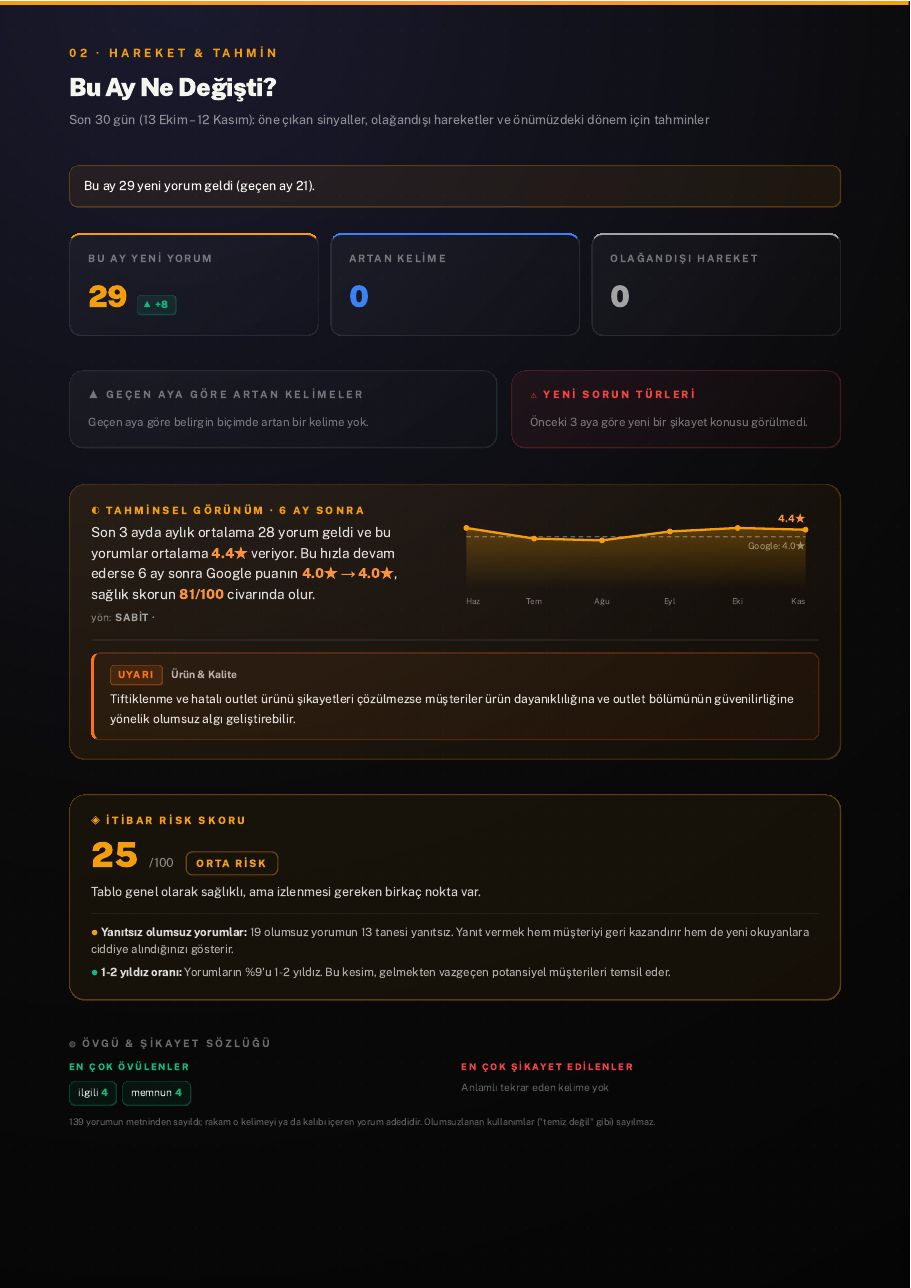 02 · HAREKET & TAHMİN
Bu Ay Ne Değişti?
Son 30 gün (13 Ekim – 12 Kasım): öne çıkan sinyaller, olağandışı hareketler ve önümüzdeki dönem için tahminler
Bu ay 29 yeni yorum geldi (geçen ay 21).
BU AY YENİ YORUM
29 ▲ +8
ARTAN KELİME
0
OLAĞANDIŞI HAREKET
0
▲ GEÇEN AYA GÖRE ARTAN KELİMELER
Geçen aya göre belirgin biçimde artan bir kelime yok.
⚠ YENİ SORUN TÜRLERİ
Önceki 3 aya göre yeni bir şikayet konusu görülmedi.
◐ TAHMİNSEL GÖRÜNÜM · 6 AY SONRA
Son 3 ayda aylık ortalama 28 yorum geldi ve bu
yorumlar ortalama 4.4★ veriyor. Bu hızla devam
ederse 6 ay sonra Google puanın 4.0★ → 4.0★,
sağlık skorun 81/100 civarında olur.
yön: SABİT ·
4.4★
Google: 4.0★
Haz Tem Ağu Eyl Eki Kas
UYARI Ürün & Kalite
Tiftiklenme ve hatalı outlet ürünü şikayetleri çözülmezse müşteriler ürün dayanıklılığına ve outlet bölümünün güvenilirliğine
yönelik olumsuz algı geliştirebilir.
◈ İTİBAR RİSK SKORU
25 /100 ORTA RİSK
Tablo genel olarak sağlıklı, ama izlenmesi gereken birkaç nokta var.
● Yanıtsız olumsuz yorumlar: 19 olumsuz yorumun 13 tanesi yanıtsız. Yanıt vermek hem müşteriyi geri kazandırır hem de yeni okuyanlara
ciddiye alındığınızı gösterir.
● 1-2 yıldız oranı: Yorumların %9'u 1-2 yıldız. Bu kesim, gelmekten vazgeçen potansiyel müşterileri temsil eder.
◍ ÖVGÜ & ŞİKAYET SÖZLÜĞÜ
EN ÇOK ÖVÜLENLER
ilgili 4 memnun 4
EN ÇOK ŞİKAYET EDİLENLER
Anlamlı tekrar eden kelime yok
139 yorumun metninden sayıldı; rakam o kelimeyi ya da kalıbı içeren yorum adedidir. Olumsuzlanan kullanımlar ("temiz değil" gibi) sayılmaz.